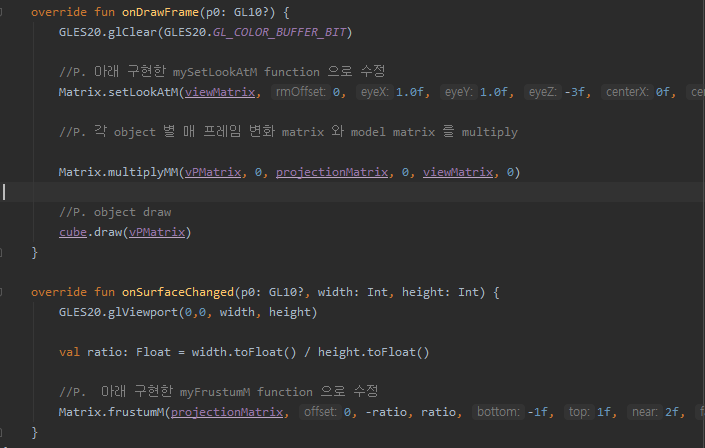 override fun onDrawFrame(p0: GL10?) {
GLES20.glClear(GLES20.GL_COLOR_BUFFER_BIT)
//P. 아래 구현한 mySetLookAtM function 으로 수정
Matrix.setLookAtM(viewMatrix, rmOffset: 0, eyeX: 1.0f, eyeY: 1.0f, eyeZ: -3f, centerX: 0f, cer
//P. 각 object 별 매 프레임 변화 matrix 와 model matrix 를 multiply
Matrix.multiplyMM(vPMatrix, 0, projectionMatrix, 0, viewMatrix, 0)
//P. object draw
cube.draw(vPMatrix)
}
override fun onSurfaceChanged(p0: GL10?, width: Int, height: Int) {
GLES20.glViewport(0,0, width, height)
val ratio: Float = width.toFloat() / height.toFloat()
//P. 아래 구현한 myFrustumM function 으로 수정
Matrix.frustumM(projectionMatrix, offset: 0, -ratio, ratio, bottom: -1f, top: 1f, near: 2f, f
}